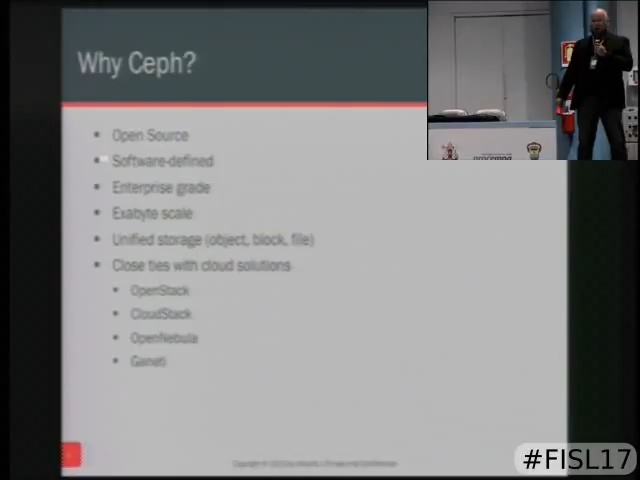 Why Ceph?
Open Source
Software-defined
Enterprise grade
Exabyte scale
Unified storage (object, block, file)
Close ties with cloud solutions
OpenStack
CloudStack
OpenNebula
Ganeti
#FISL17